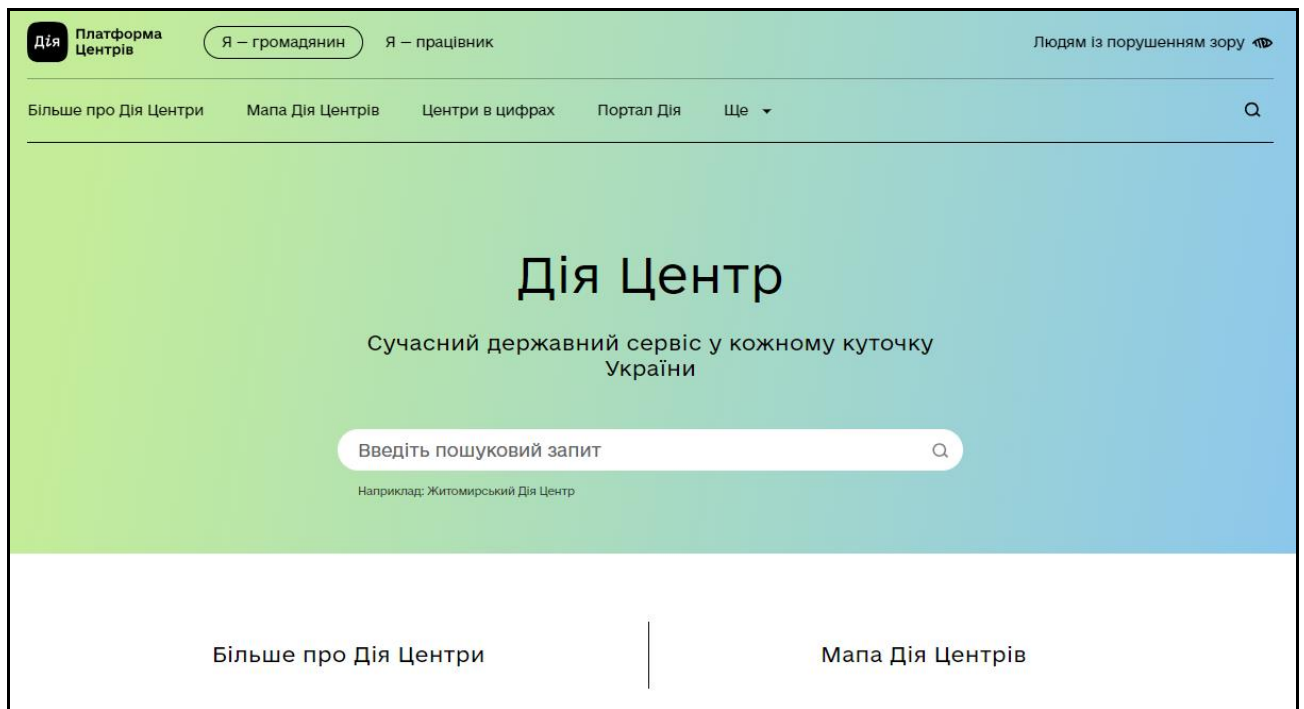 Дія
Платформа
Центрів
Я – громадянин
Я – працівник
Людям із порушенням зору
Більше про Дія Центри
Мапа Дія Центрів
Центри в цифрах
Портал Дія
Ще
Дія Центр
Сучасний державний сервіс у кожному куточку
України
Введіть пошуковий запит
Наприклад: Житомирський Дія Центр
Більше про Дія Центри
Мапа Дія Центрів